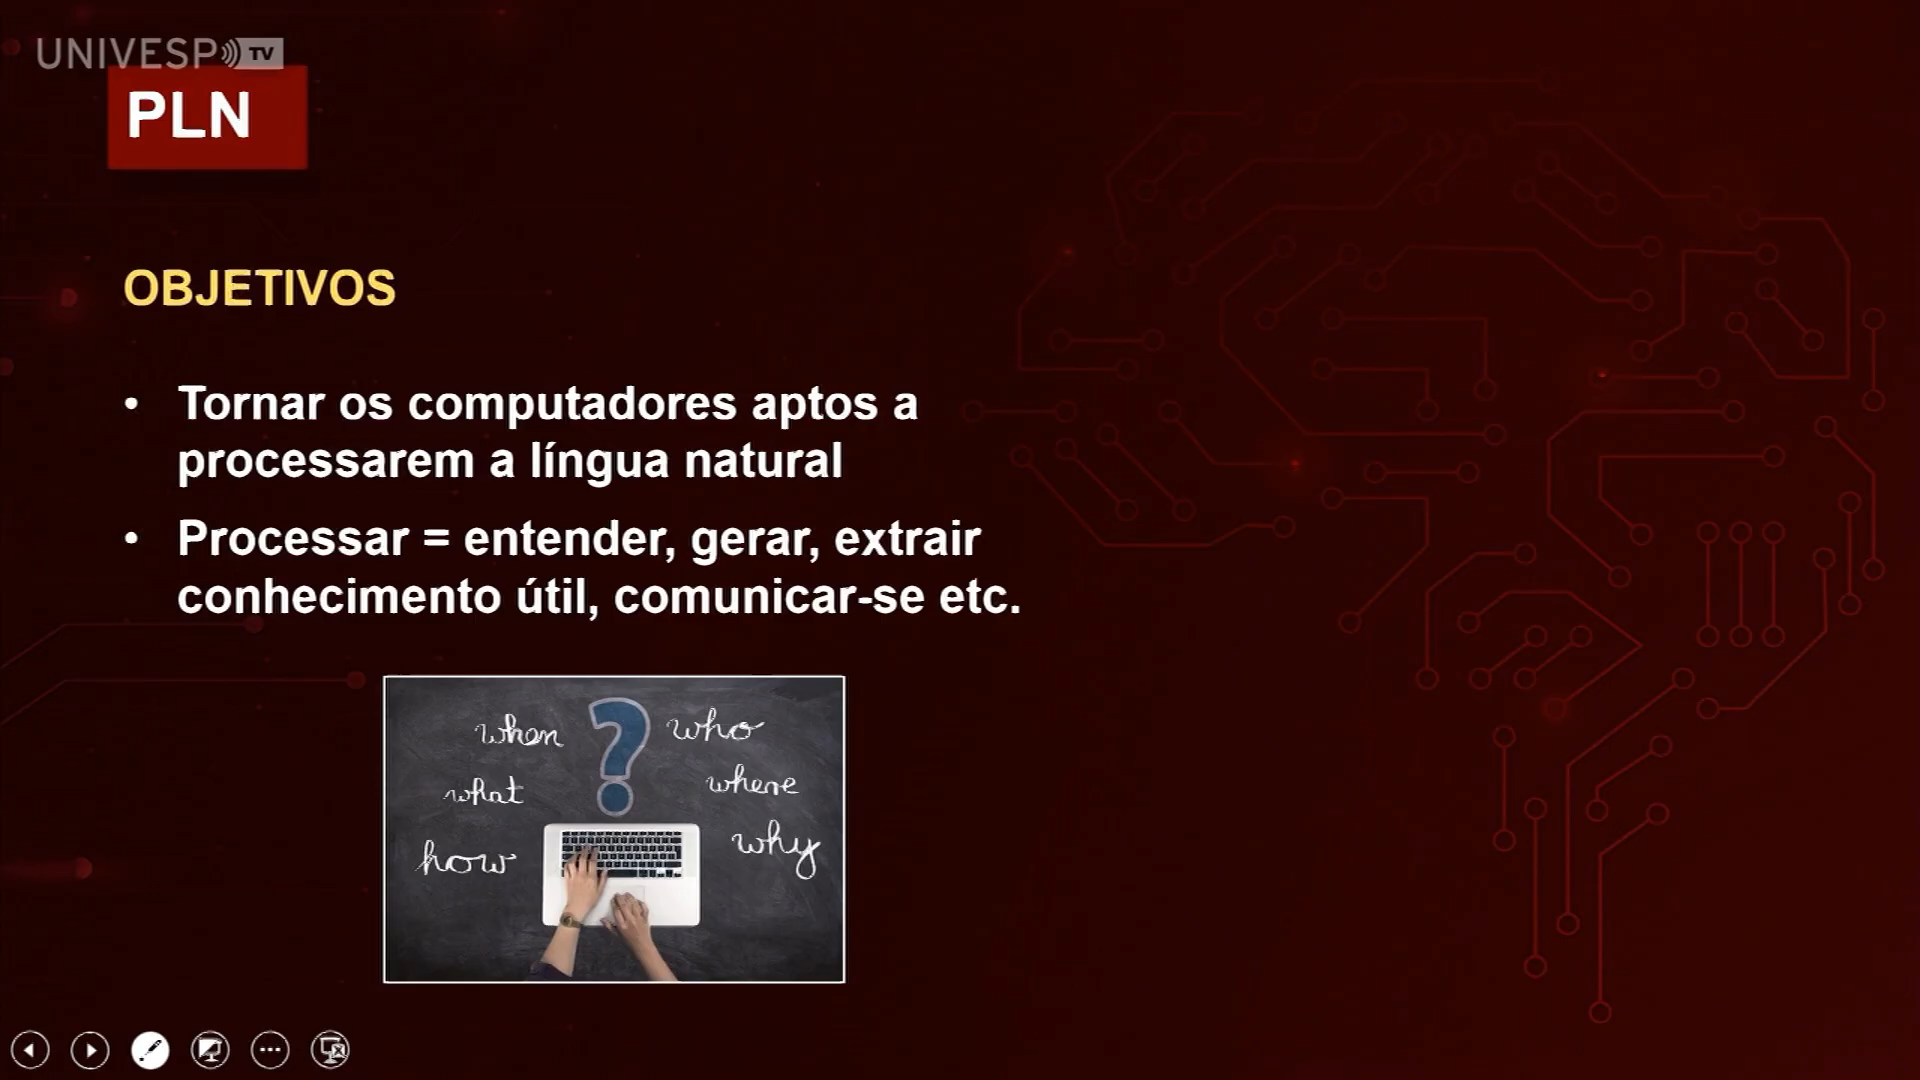 UNIVESP TV
PLN
OBJETIVOS
• Tornar os computadores aptos a
processarem a língua natural
• Processar = entender, gerar, extrair
conhecimento útil, comunicar-se etc.
when ? who
what where
how why